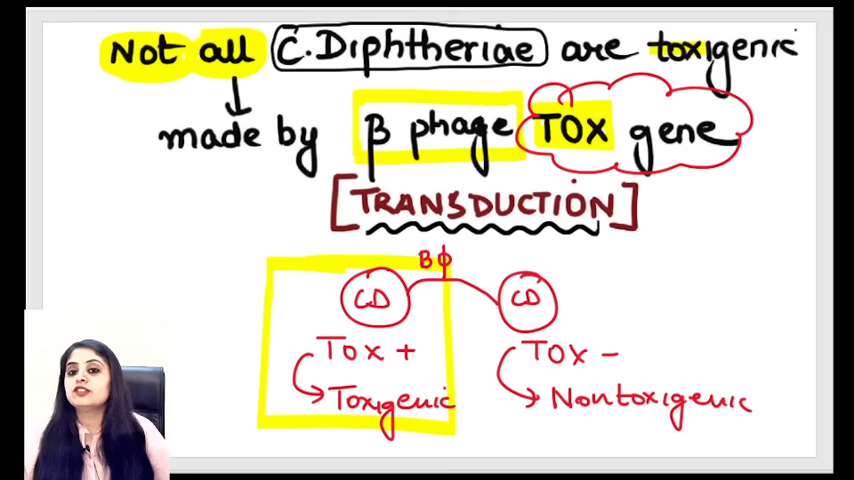 Not all C.Diphtheriae are toxigenic
made by β phage TOX gene
[TRANSDUCTION]
Bϕ
CD CD
TOX + TOX -
Toxigenic Nontoxigenic